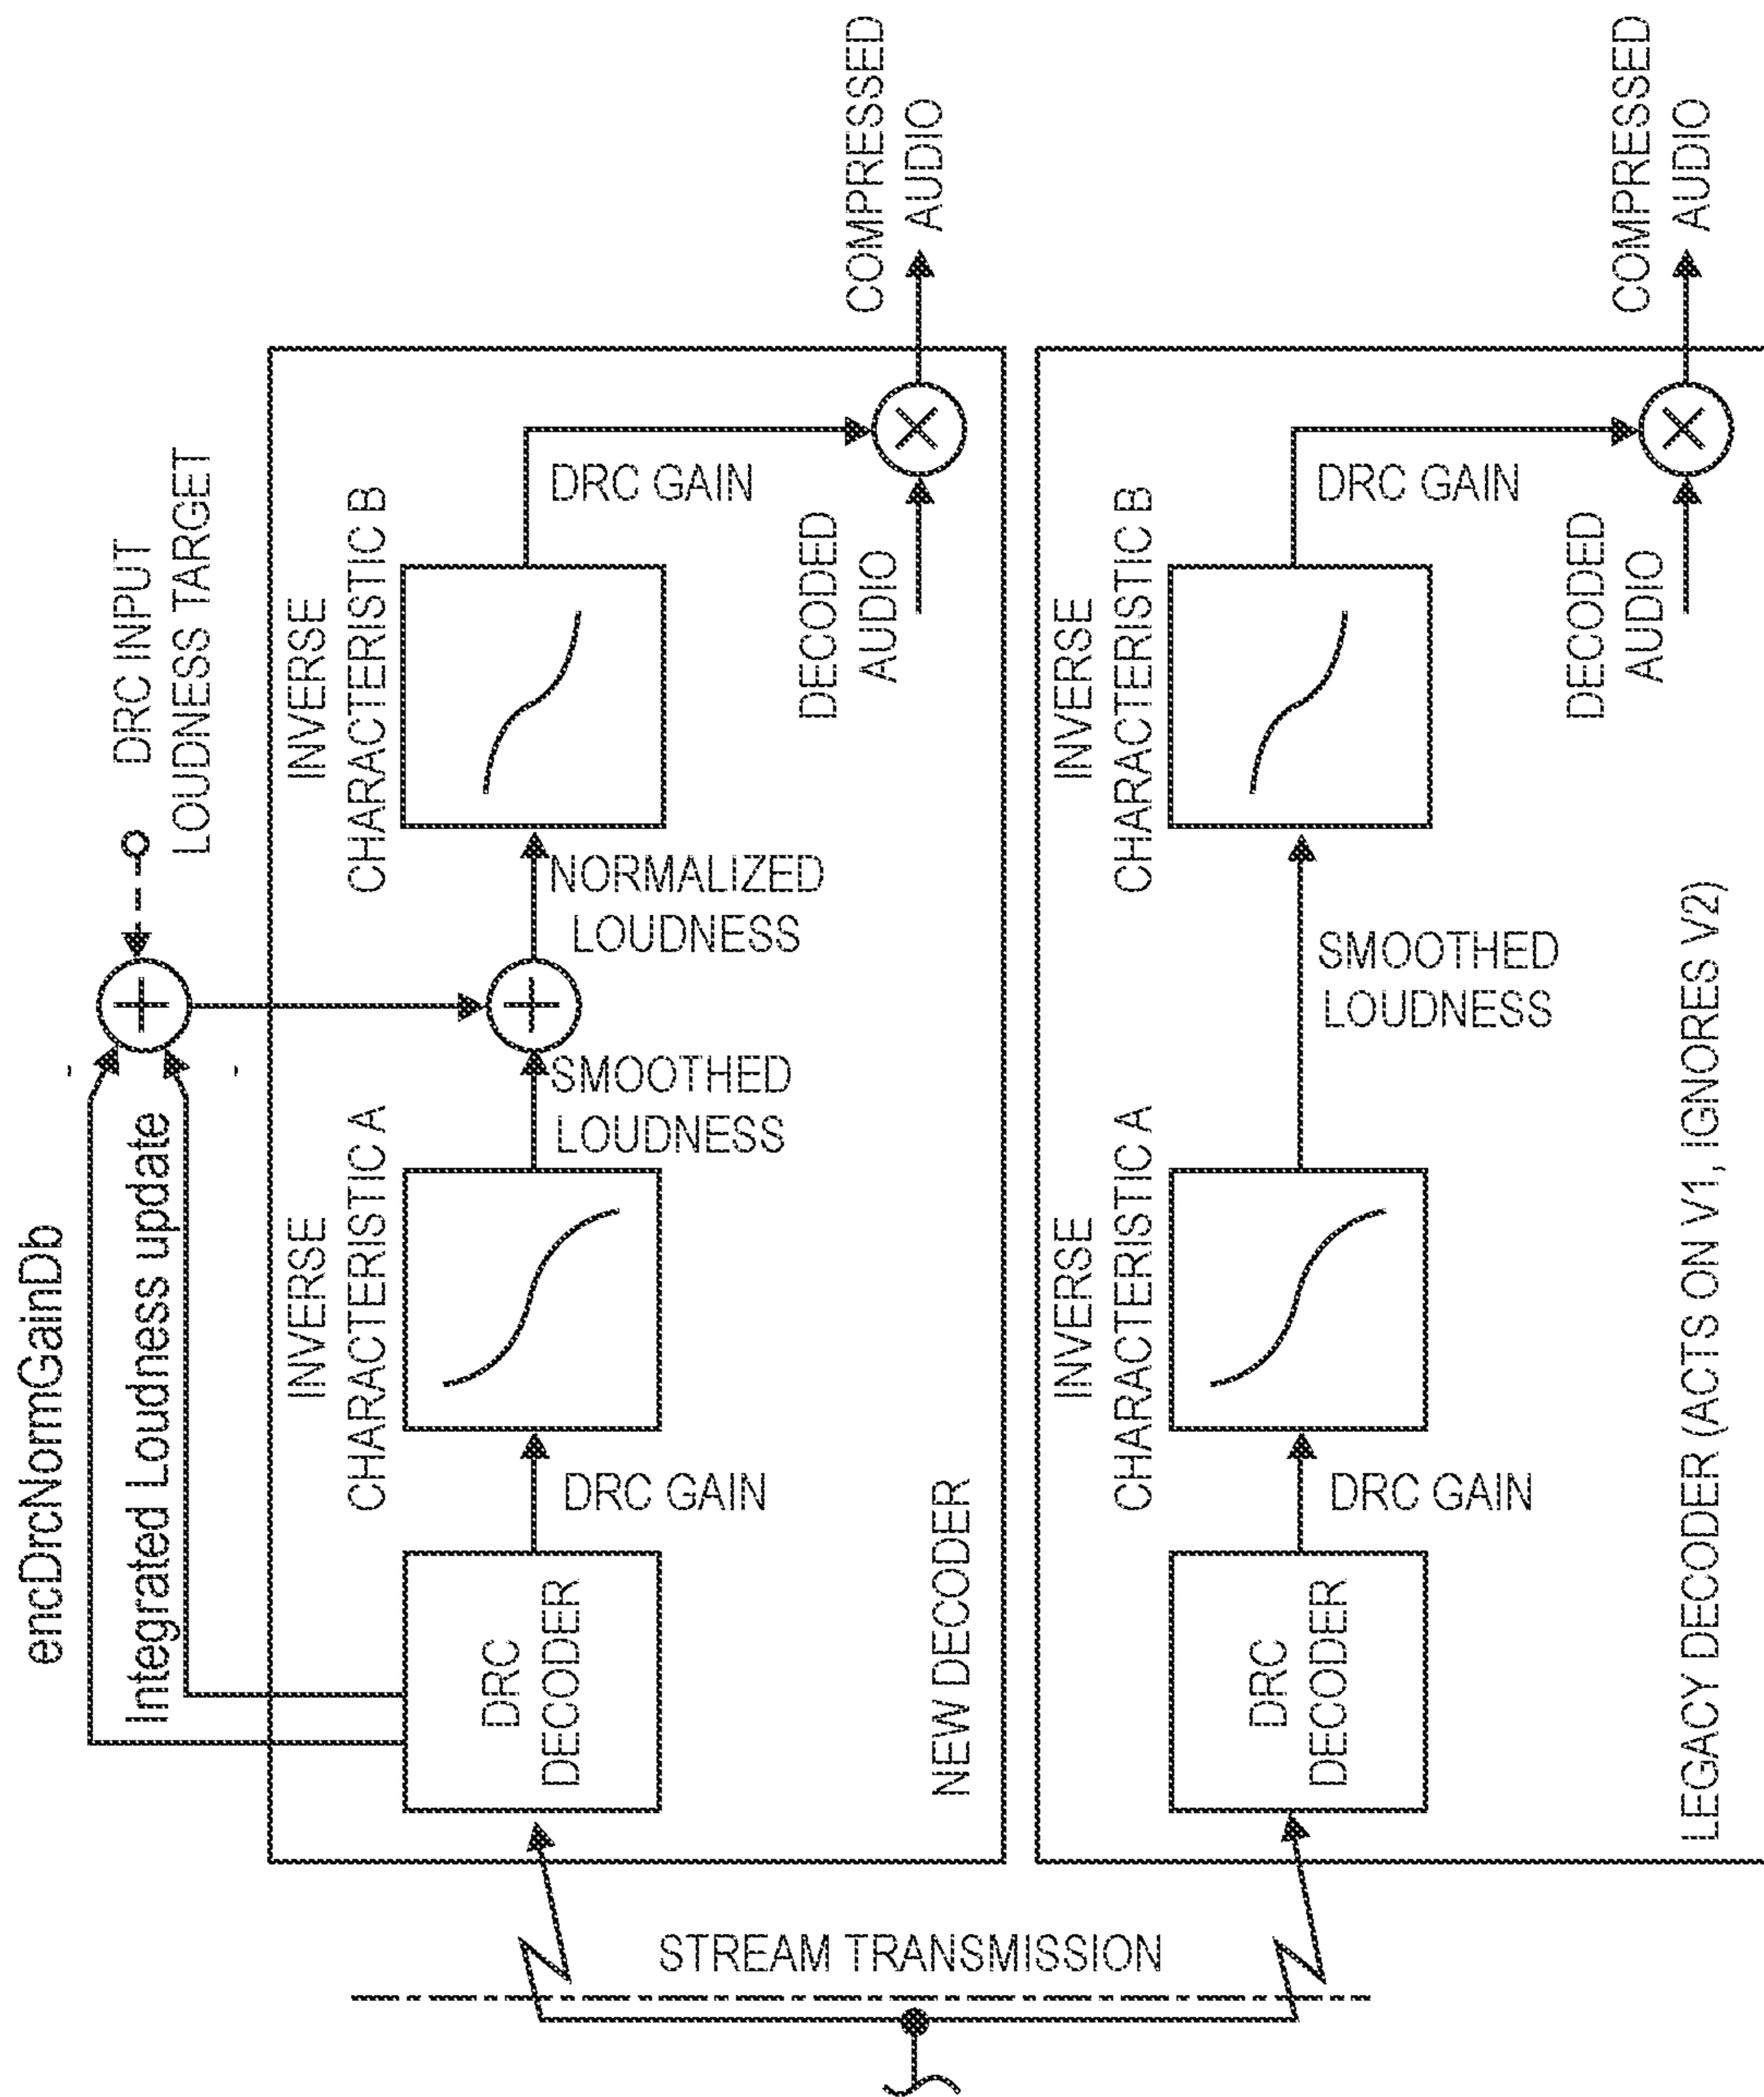 encDrcNormGainDb
Integrated Loudness update
DRC INPUT
LOUDNESS TARGET
INVERSE
CHARACTERISTIC A
INVERSE
CHARACTERISTIC B
DRC
DECODER
DRC GAIN
SMOOTHED
LOUDNESS
NORMALIZED
LOUDNESS
DRC GAIN
DECODED
AUDIO
COMPRESSED
AUDIO
NEW DECODER
STREAM TRANSMISSION
INVERSE
CHARACTERISTIC A
INVERSE
CHARACTERISTIC B
DRC
DECODER
DRC GAIN
SMOOTHED
LOUDNESS
DRC GAIN
DECODED
AUDIO
COMPRESSED
AUDIO
LEGACY DECODER (ACTS ON V1, IGNORES V2)